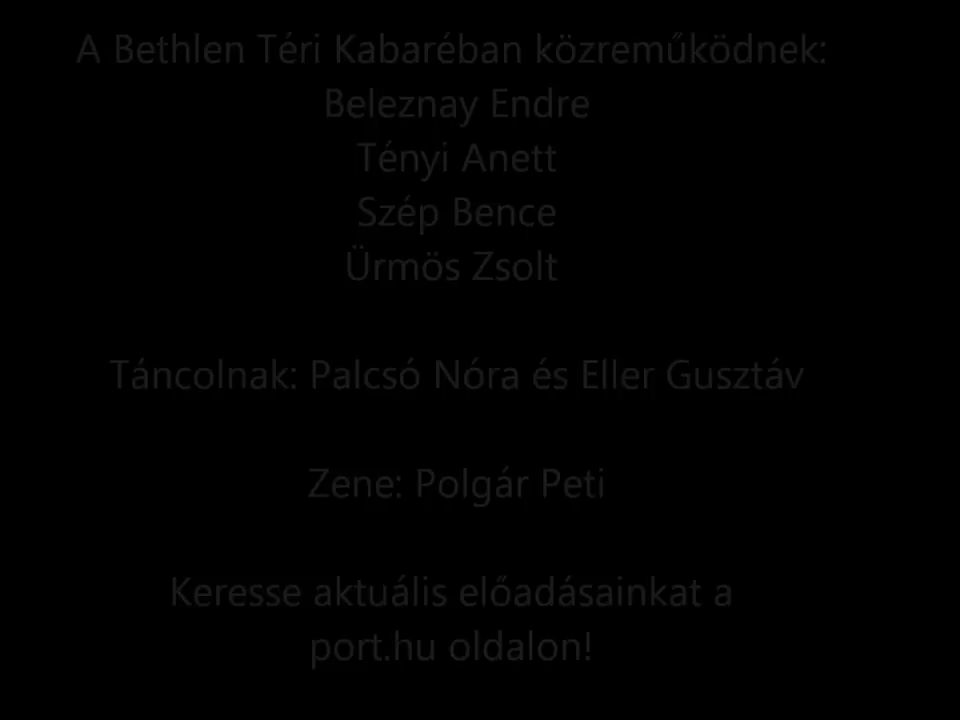 A Bethlen Téri Kabaréban közreműködnek:
Beleznay Endre
Tényi Anett
Szép Bence
Ürmös Zsolt
Táncolnak: Palcsó Nóra és Eller Gusztáv
Zene: Polgár Peti
Keresse aktuális előadásainkat a
port.hu oldalon!